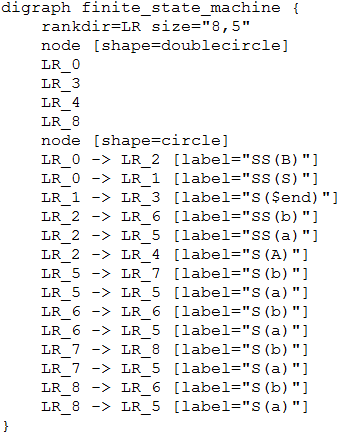 digraph finite_state_machine {
rankdir=LR size="8,5"
node [shape=doublecircle]
LR_0
LR_3
LR_4
LR_8
node [shape=circle]
LR_0 -> LR_2 [label="SS(B)"]
LR_0 -> LR_1 [label="SS(S)"]
LR_1 -> LR_3 [label="S($end)"]
LR_2 -> LR_6 [label="SS(b)"]
LR_2 -> LR_5 [label="SS(a)"]
LR_2 -> LR_4 [label="S(A)"]
LR_5 -> LR_7 [label="S(b)"]
LR_5 -> LR_5 [label="S(a)"]
LR_6 -> LR_6 [label="S(b)"]
LR_6 -> LR_5 [label="S(a)"]
LR_7 -> LR_8 [label="S(b)"]
LR_7 -> LR_5 [label="S(a)"]
LR_8 -> LR_6 [label="S(b)"]
LR_8 -> LR_5 [label="S(a)"]
}